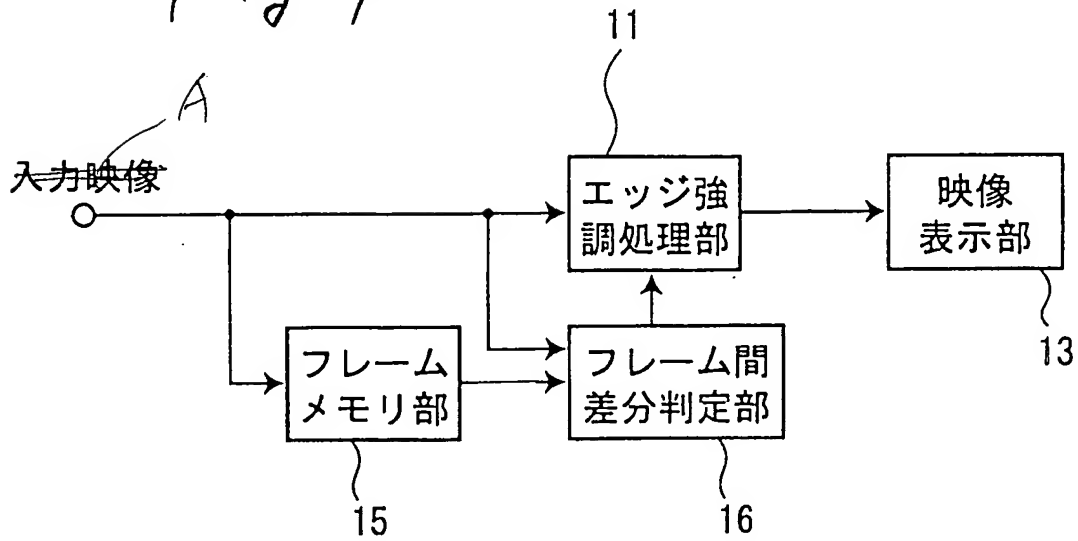 11
A
入力映像
エッジ強
調処理部
映像
表示部
13
フレーム
メモリ部
フレーム間
差分判定部
15
16